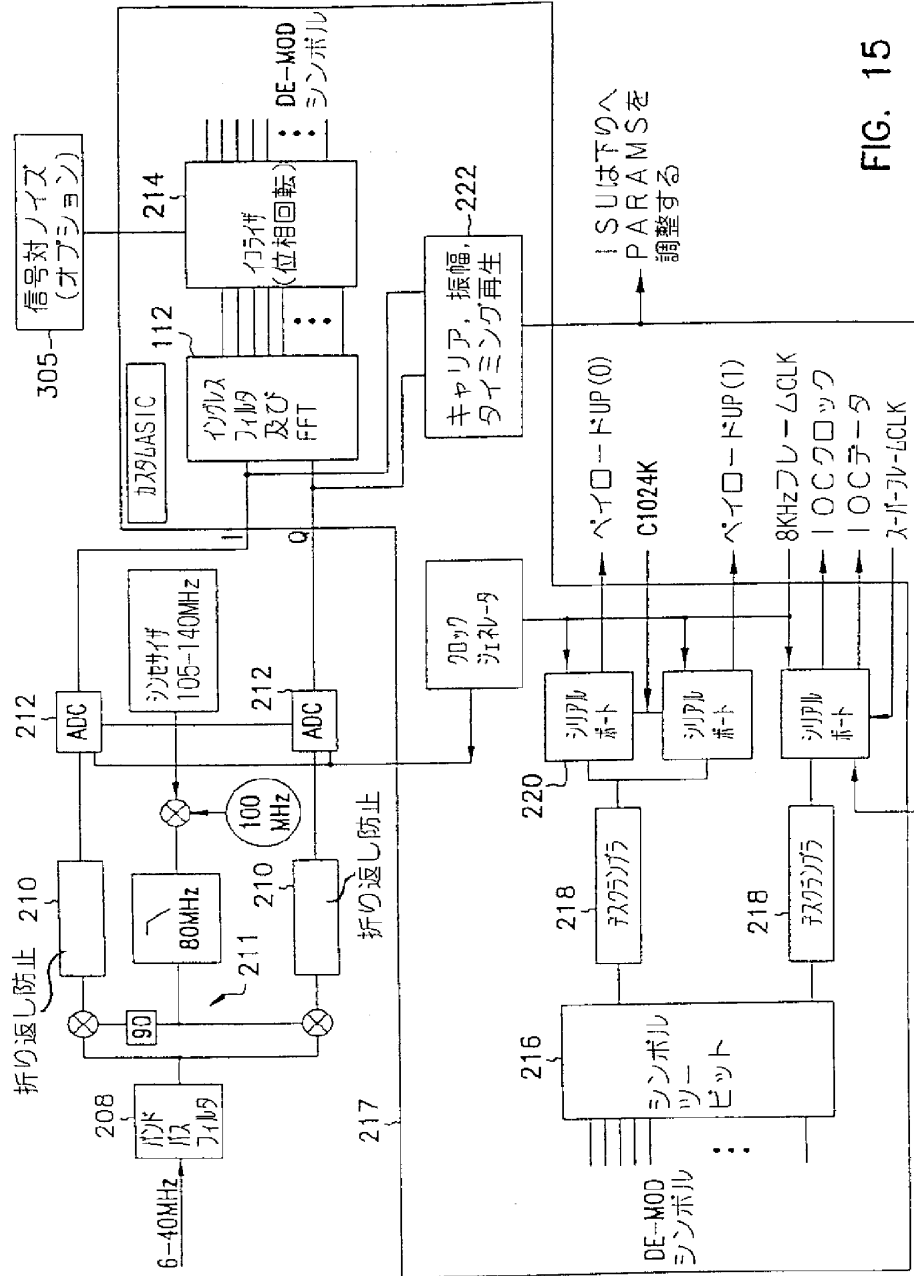 6-40MHz
208
バンド
パス
フィルタ
折り返し防止
210
90
211
80MHz
210
折り返し防止
100
MHz
シンセサイザ
105-140MHz
212
ADC
212
ADC
I
Q
カスタムASIC
112
イングレス
フィルタ
及び
FFT
305
信号対ノイズ
(オプション)
214
イコライザ
(位相回転)
DE-MOD
シンボル
222
キャリア, 振幅,
タイミング再生
ISUは下りへ
PARAMSを
調整する
217
クロック
ジェネレータ
DE-MOD
シンボル
216
シンボル
ツー
ビット
218
デスクランブラ
218
デスクランブラ
220
シリアル
ポート
シリアル
ポート
シリアル
ポート
ペイロードUP(0)
C1024K
ペイロードUP(1)
8KHzフレームCLK
IOCクロック
IOCデータ
スーパーフレームCLK
FIG. 15